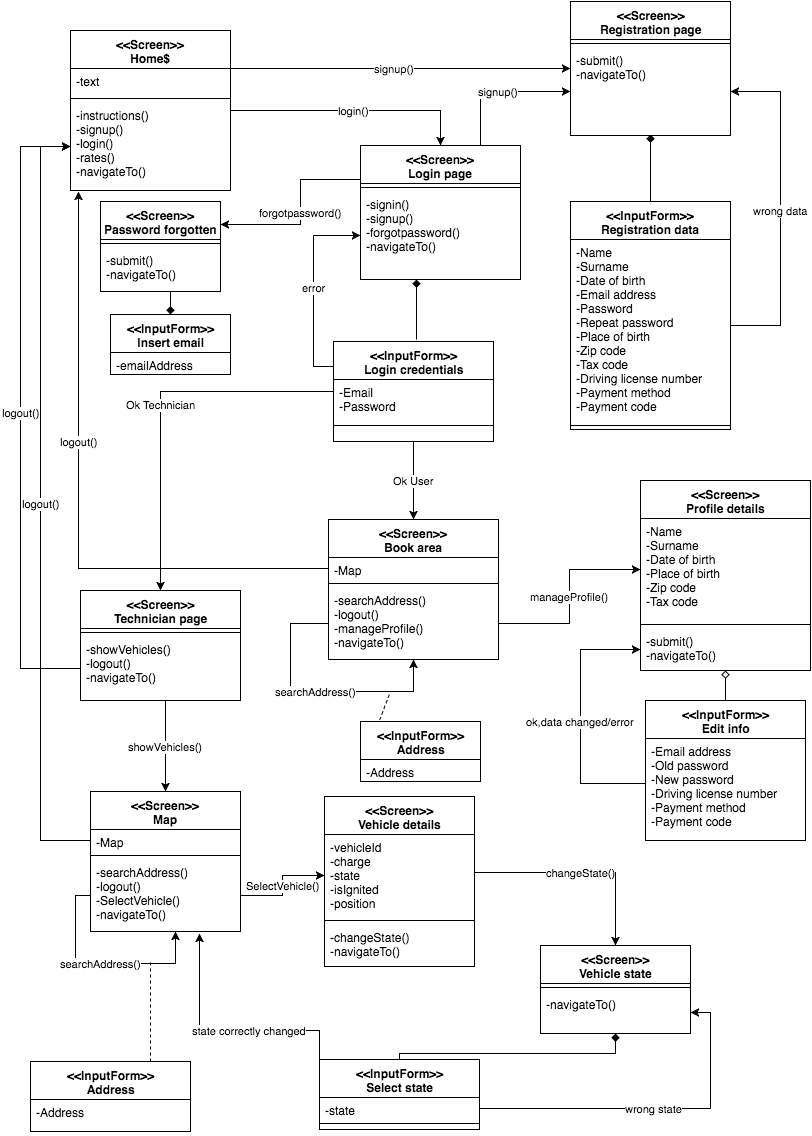 <<Screen>>
Home$
-text
-instructions()
-signup()
-login()
-rates()
-navigateTo()
signup()
<<Screen>>
Registration page
-submit()
-navigateTo()
signup()
login()
<<Screen>>
Login page
-signin()
-signup()
-forgotpassword()
-navigateTo()
forgotpassword()
<<Screen>>
Password forgotten
-submit()
-navigateTo()
<<InputForm>>
Insert email
-emailAddress
error
wrong data
<<InputForm>>
Registration data
-Name
-Surname
-Date of birth
-Email address
-Password
-Repeat password
-Place of birth
-Zip code
-Tax code
-Driving license number
-Payment method
-Payment code
<<InputForm>>
Login credentials
-Email
-Password
Ok Technician
logout()
logout()
logout()
Ok User
<<Screen>>
Book area
-Map
-searchAddress()
-logout()
-manageProfile()
-navigateTo()
manageProfile()
<<Screen>>
Profile details
-Name
-Surname
-Date of birth
-Place of birth
-Zip code
-Tax code
-submit()
-navigateTo()
<<Screen>>
Technician page
-showVehicles()
-logout()
-navigateTo()
searchAddress()
<<InputForm>>
Address
-Address
ok,data changed/error
<<InputForm>>
Edit info
-Email address
-Old password
-New password
-Driving license number
-Payment method
-Payment code
showVehicles()
<<Screen>>
Map
-Map
-searchAddress()
-logout()
-SelectVehicle()
-navigateTo()
SelectVehicle()
<<Screen>>
Vehicle details
-vehicleId
-charge
-state
-isIgnited
-position
-changeState()
-navigateTo()
changeState()
searchAddress()
<<Screen>>
Vehicle state
-navigateTo()
state correctly changed
<<InputForm>>
Address
-Address
<<InputForm>>
Select state
-state
wrong state